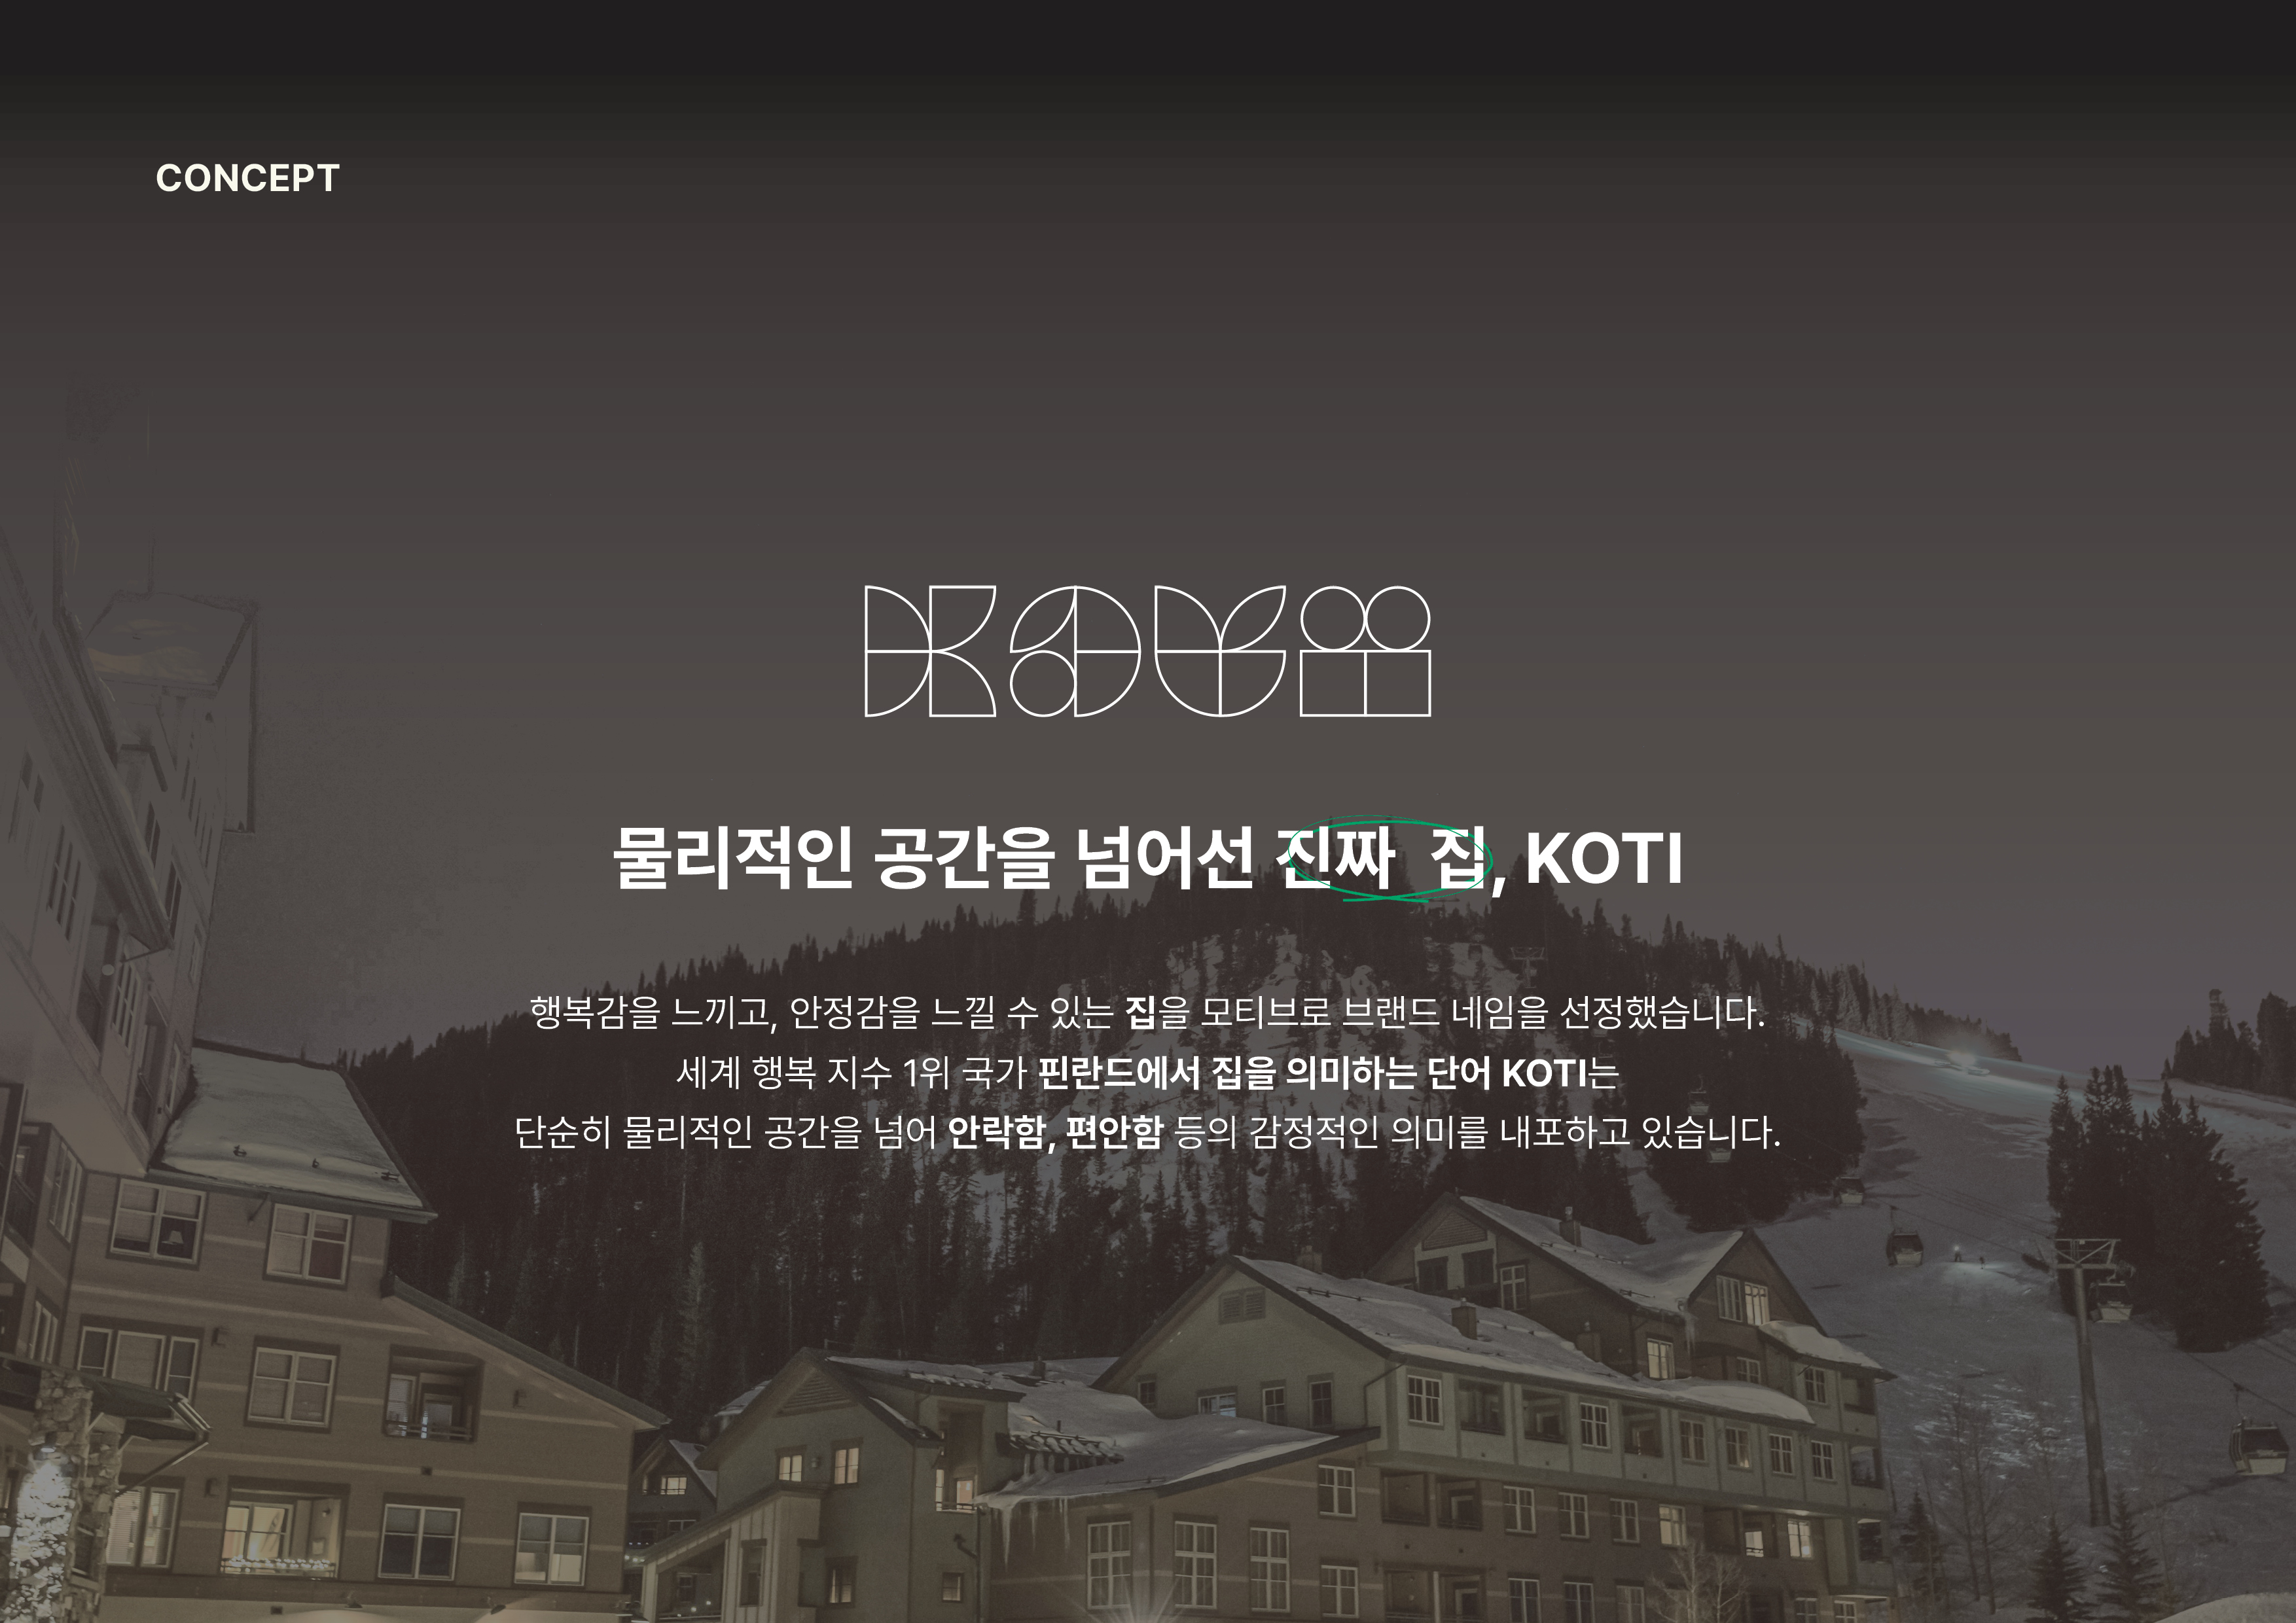 CONCEPT
KOTI
물리적인 공간을 넘어선 진짜 집, KOTI
행복감을 느끼고, 안정감을 느낄 수 있는 집을 모티브로 브랜드 네임을 선정했습니다.
세계 행복 지수 1위 국가 핀란드에서 집을 의미하는 단어 KOTI는
단순히 물리적인 공간을 넘어 안락함, 편안함 등의 감정적인 의미를 내포하고 있습니다.